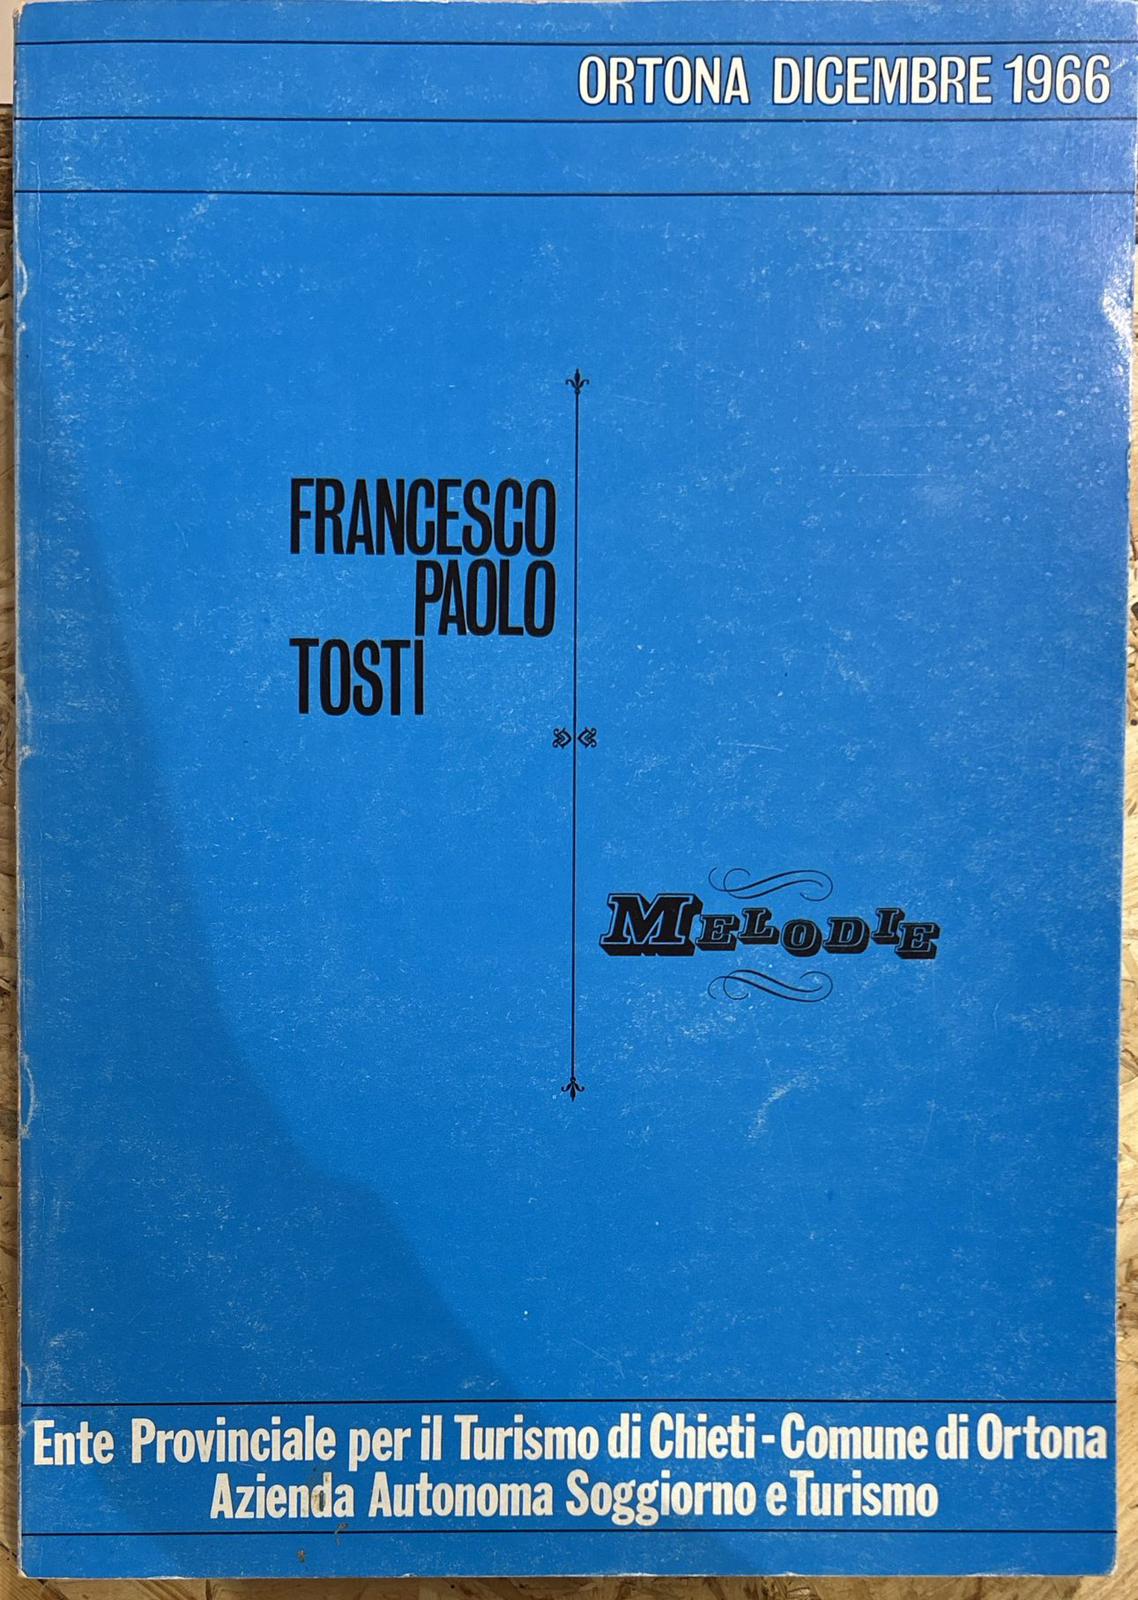 ORTONA DICEMBRE 1966
FRANCESCO
PAOLO
TOSTI
MELODIE
Ente Provinciale per il Turismo di Chieti - Comune di Ortona
Azienda Autonoma Soggiorno e Turismo